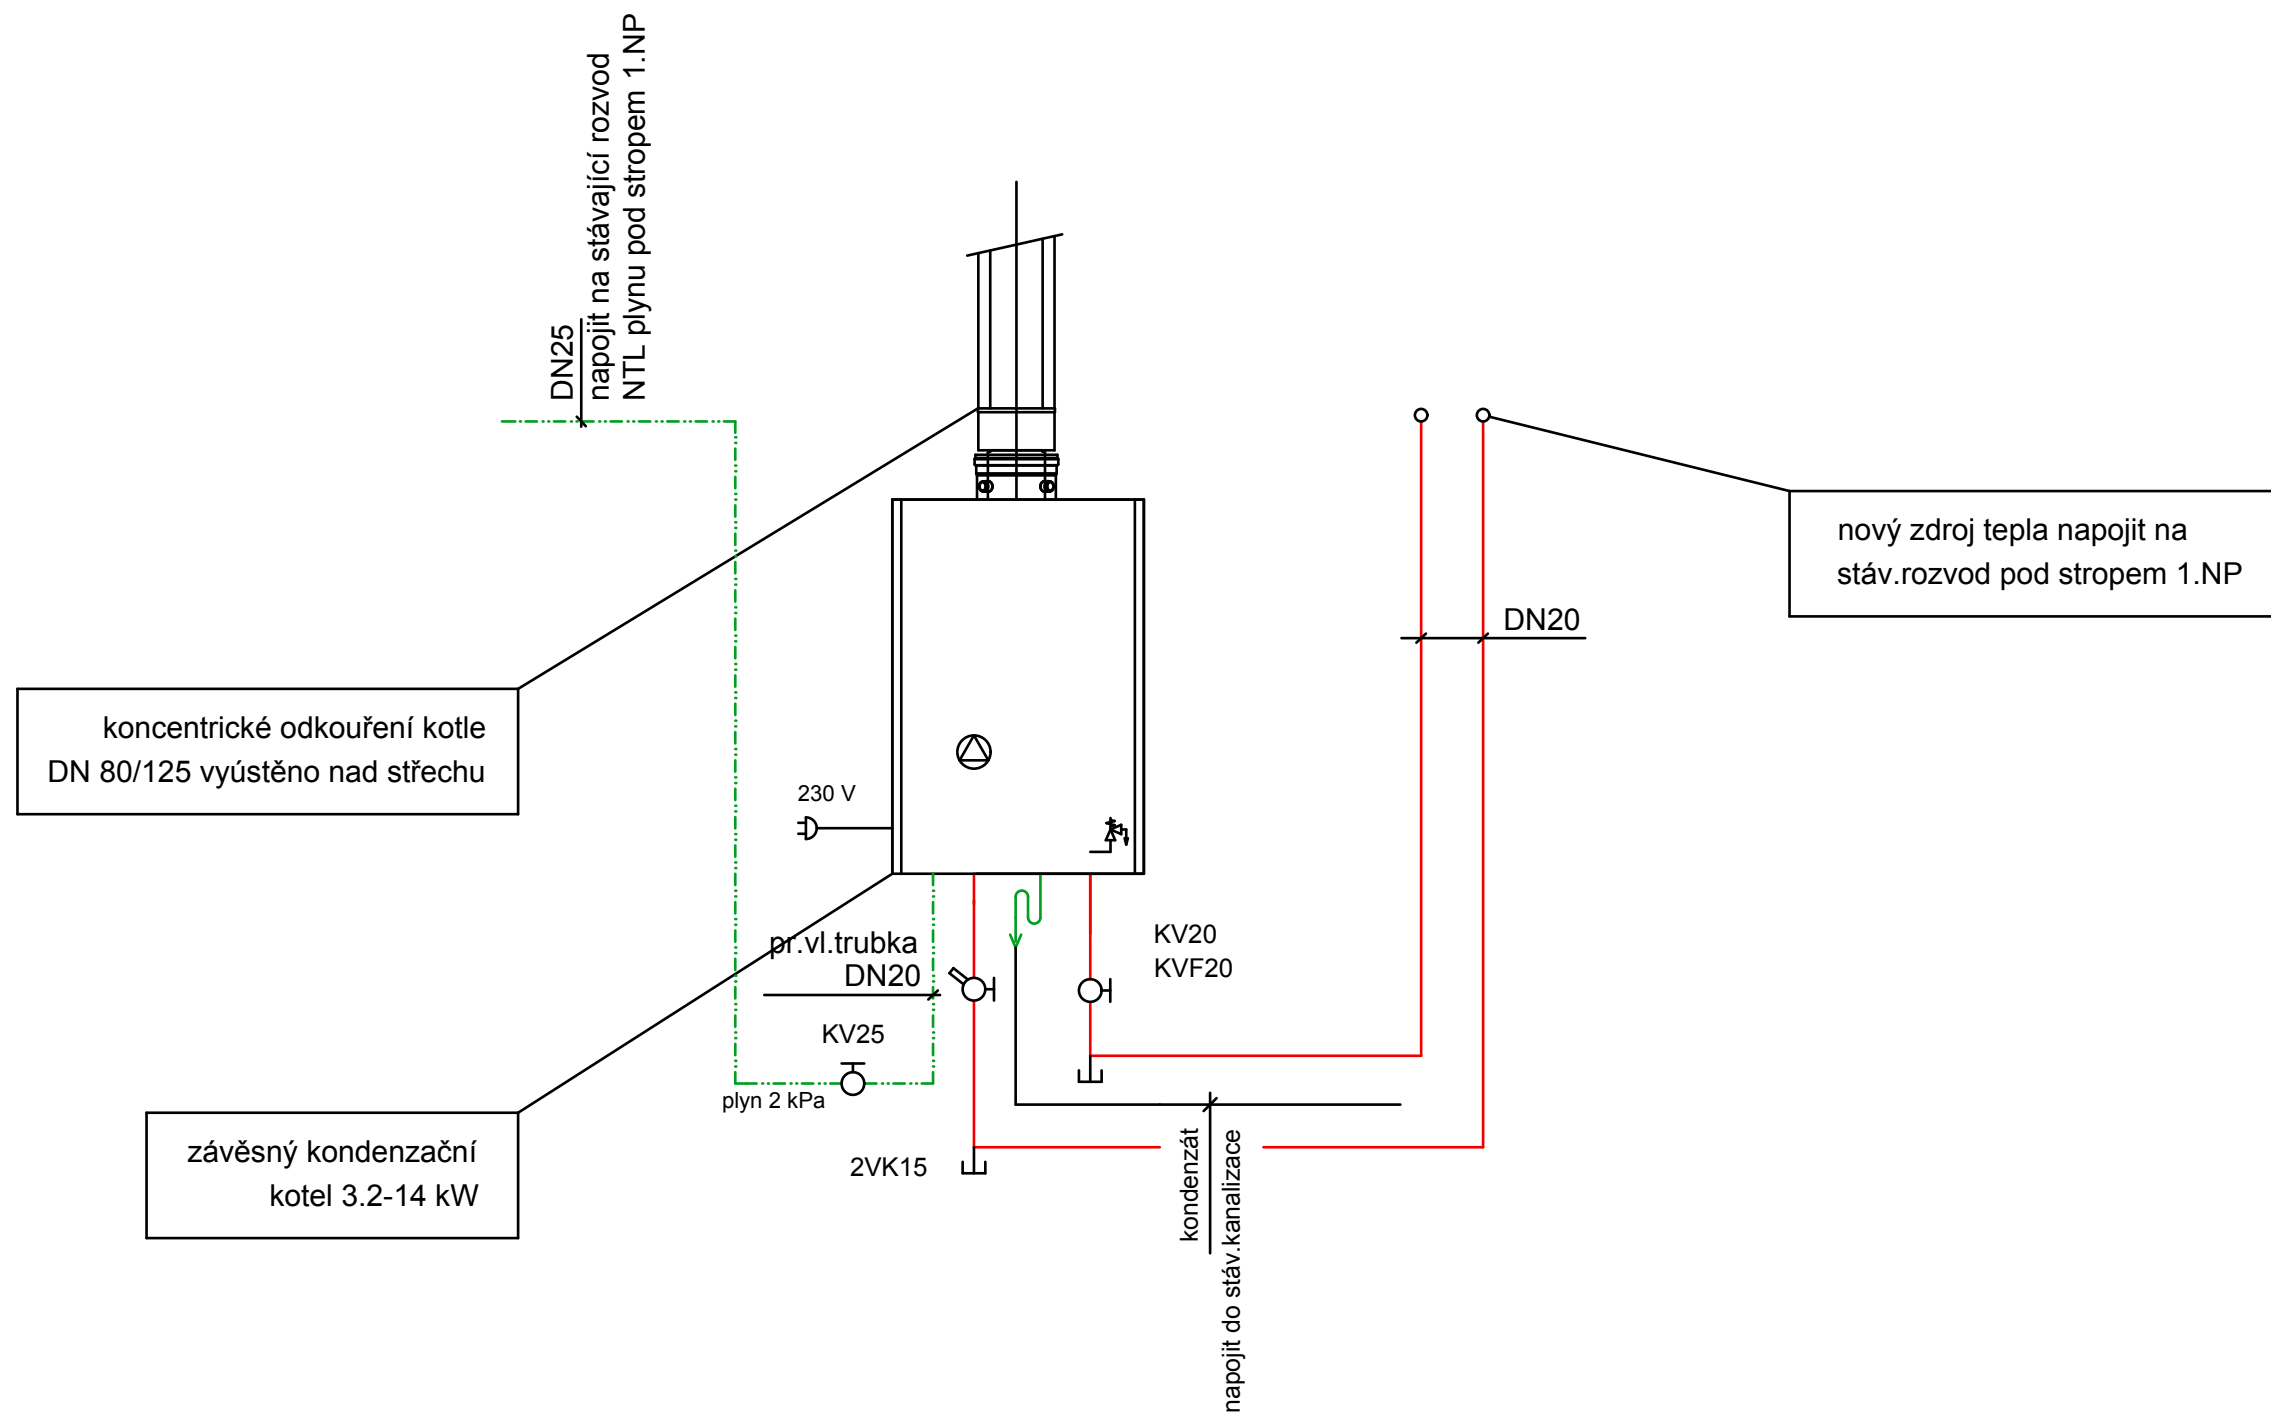 DN25
napojit na stávající rozvod
NTL plynu pod stropem 1.NP
nový zdroj tepla napojit na
stáv.rozvod pod stropem 1.NP
DN20
koncentrické odkouření kotle
DN 80/125 vyústěno nad střechu
230 V
pr.vl.trubka
DN20
KV20
KVF20
KV25
plyn 2 kPa
2VK15
závěsný kondenzační
kotel 3.2-14 kW
kondenzát
napojit do stáv.kanalizace